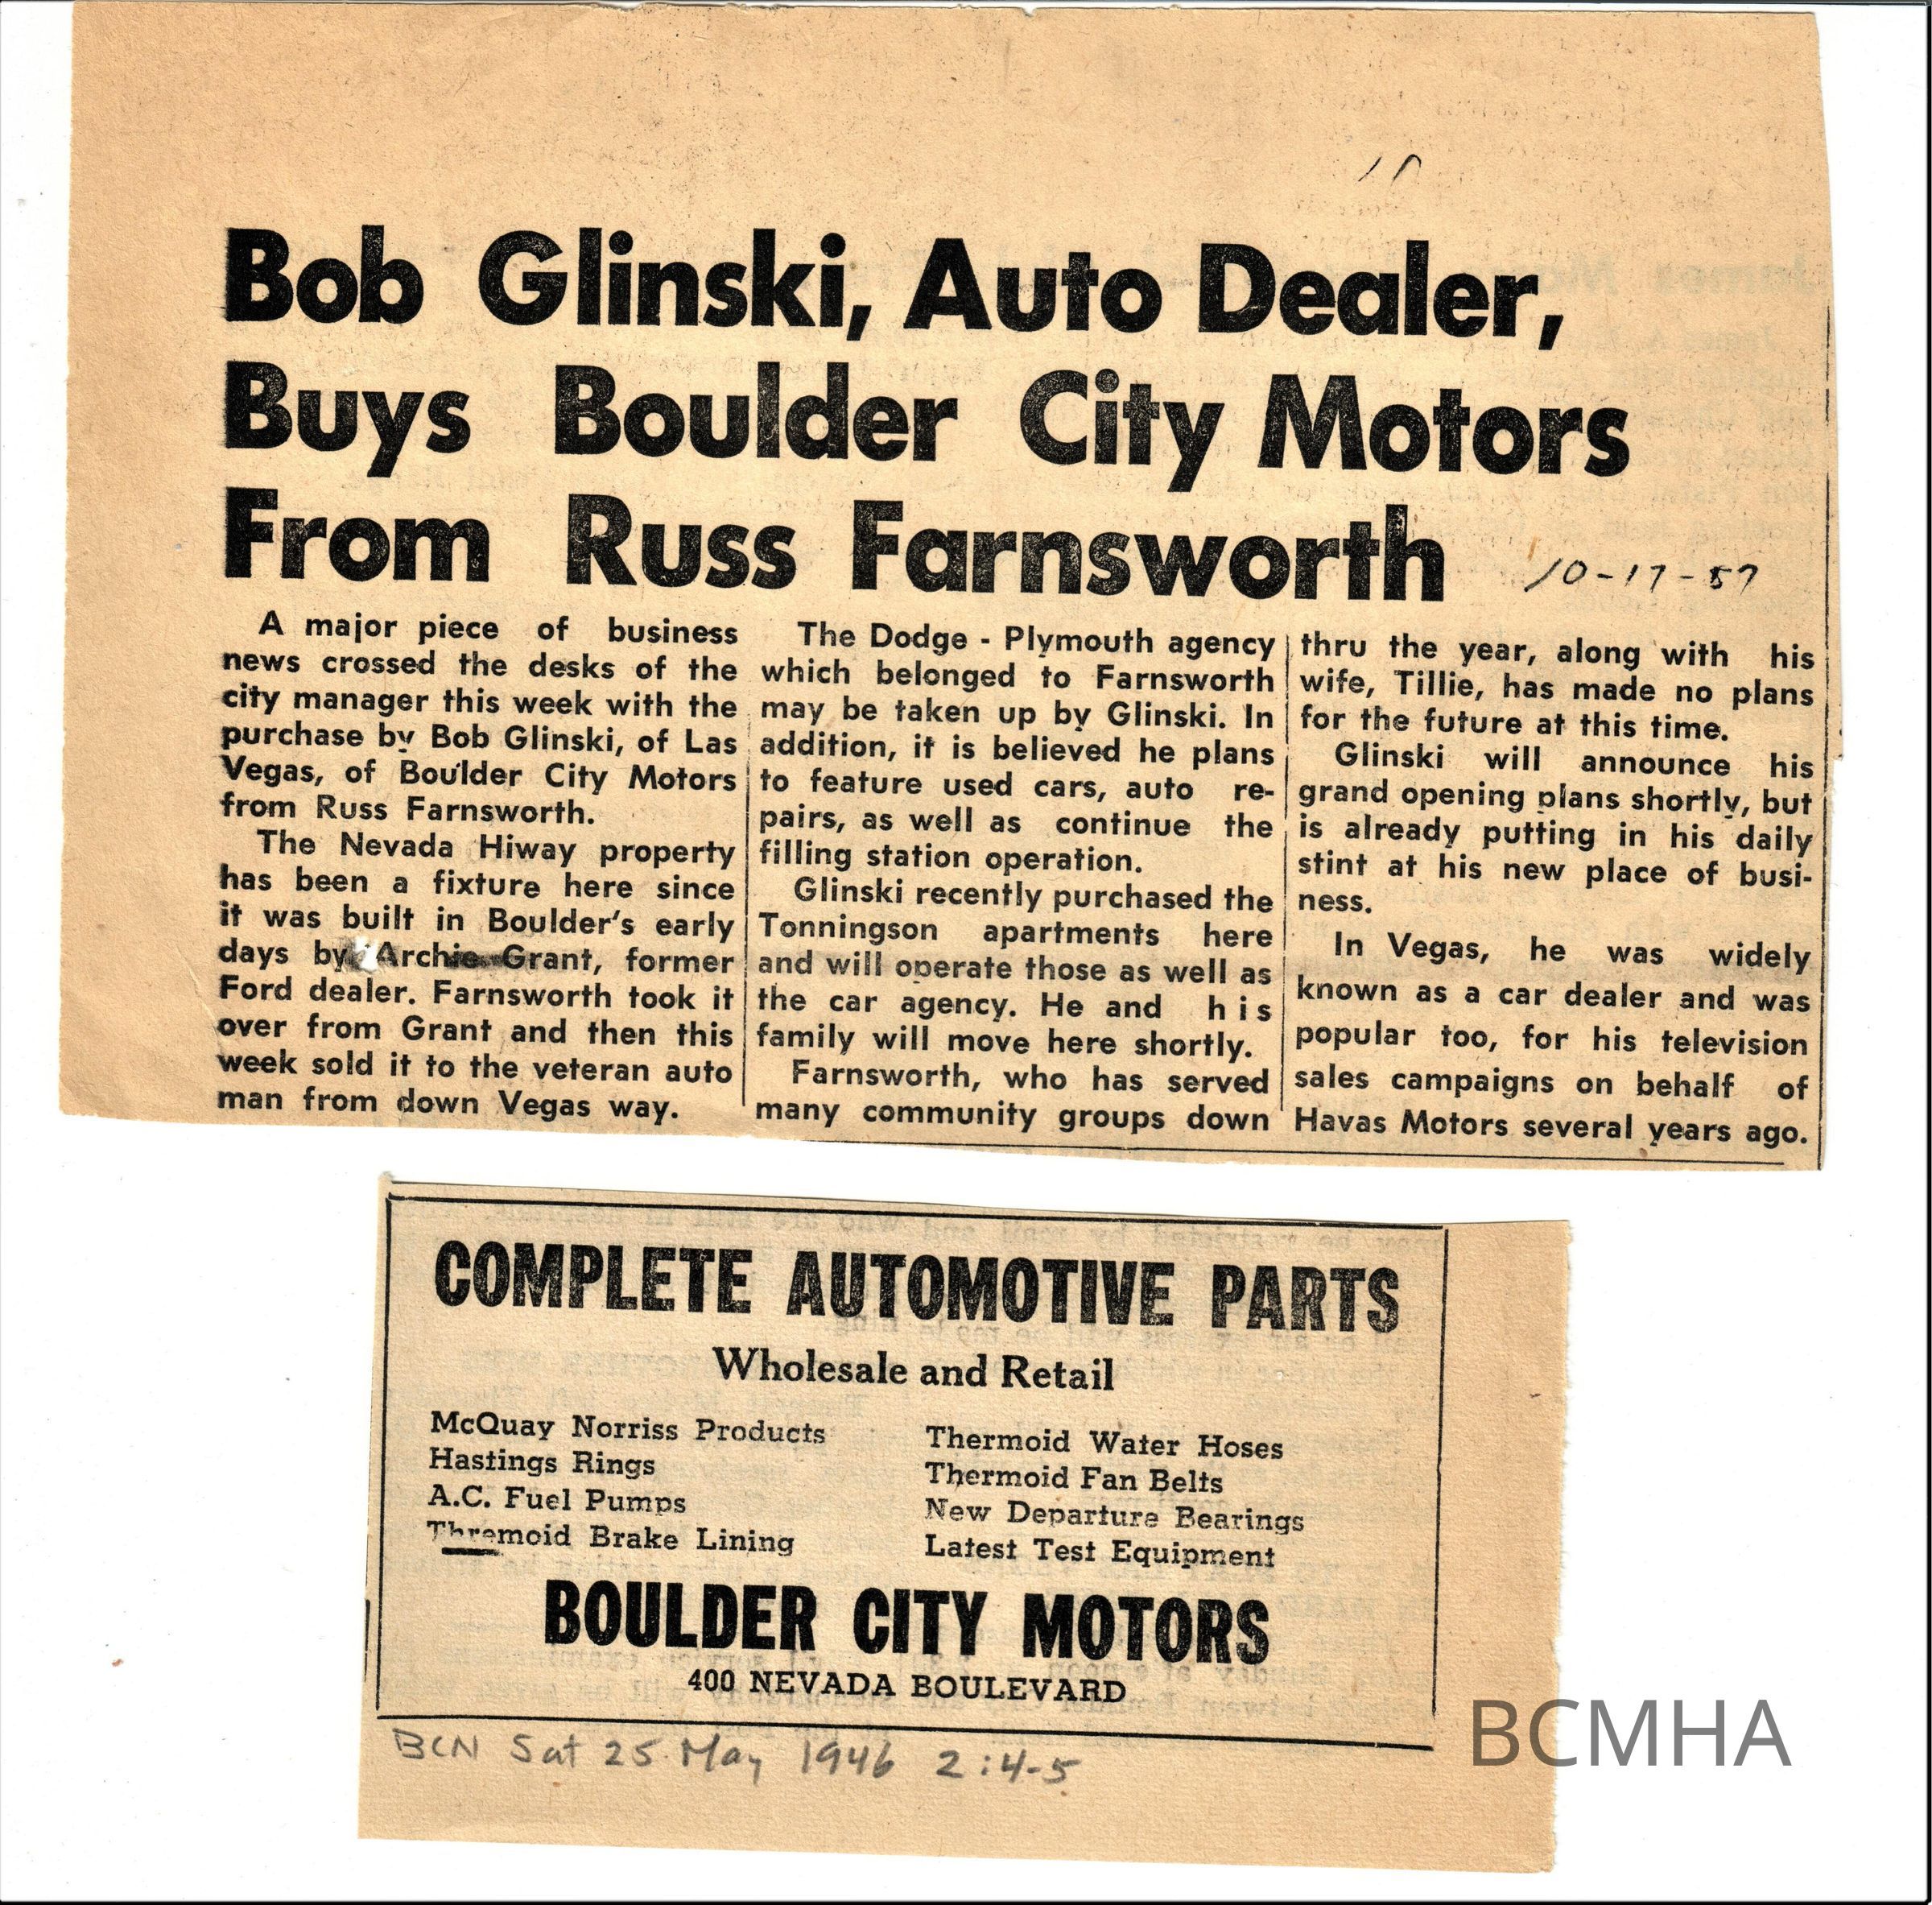 Bob Glinski, Auto Dealer,
Buys Boulder City Motors
From Russ Farnsworth
10-17-57
A major piece of business
news crossed the desks of the
city manager this week with the
purchase by Bob Glinski, of Las
Vegas, of Boulder City Motors
from Russ Farnsworth.
The Nevada Hiway property
has been a fixture here since
it was built in Boulder's early
days by Archie Grant, former
Ford dealer. Farnsworth took it
over from Grant and then this
week sold it to the veteran auto
man from down Vegas way.
The Dodge - Plymouth agency
which belonged to Farnsworth
may be taken up by Glinski. In
addition, it is believed he plans
to feature used cars, auto re-
pairs, as well as continue the
filling station operation.
Glinski recently purchased the
Tonningson apartments here
and will operate those as well as
the car agency. He and his
family will move here shortly.
Farnsworth, who has served
many community groups down
thru the year, along with his
wife, Tillie, has made no plans
for the future at this time.
Glinski will announce his
grand opening plans shortly, but
is already putting in his daily
stint at his new place of busi-
ness.
In Vegas, he was widely
known as a car dealer and was
popular too, for his television
sales campaigns on behalf of
Havas Motors several years ago.
COMPLETE AUTOMOTIVE PARTS
Wholesale and Retail
McQuay Norriss Products
Hastings Rings
A.C. Fuel Pumps
Thremoid Brake Lining
Thermoid Water Hoses
Thermoid Fan Belts
New Departure Bearings
Latest Test Equipment
BOULDER CITY MOTORS
400 NEVADA BOULEVARD
BCN Sat 25 May 1946 2:4-5
BCMHA